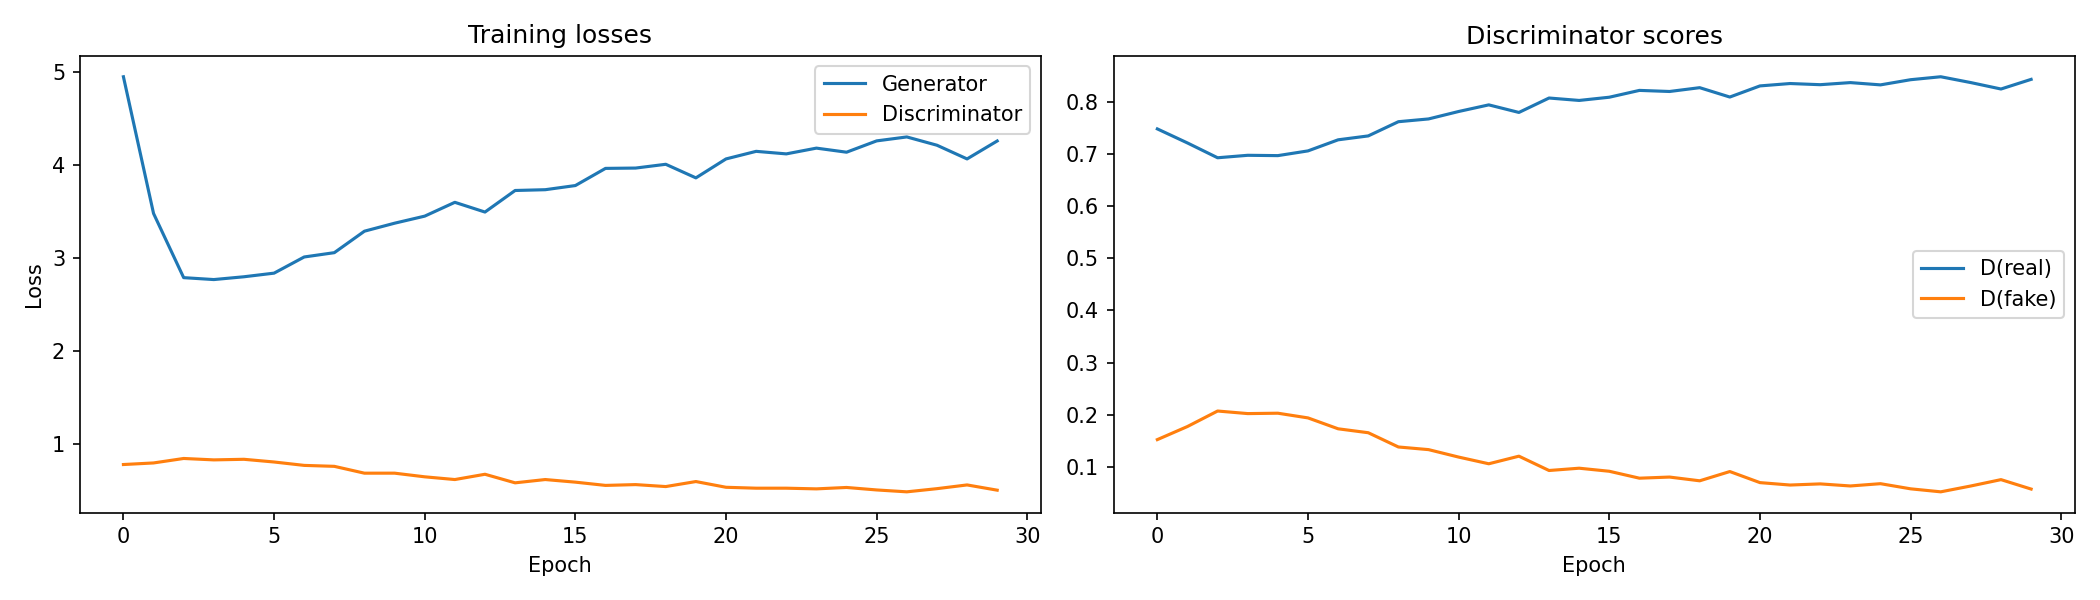 Training losses
Generator
Discriminator
5
4
3
2
1
Loss
0 5 10 15 20 25 30
Epoch
Discriminator scores
D(real)
D(fake)
0.8
0.7
0.6
0.5
0.4
0.3
0.2
0.1
0 5 10 15 20 25 30
Epoch